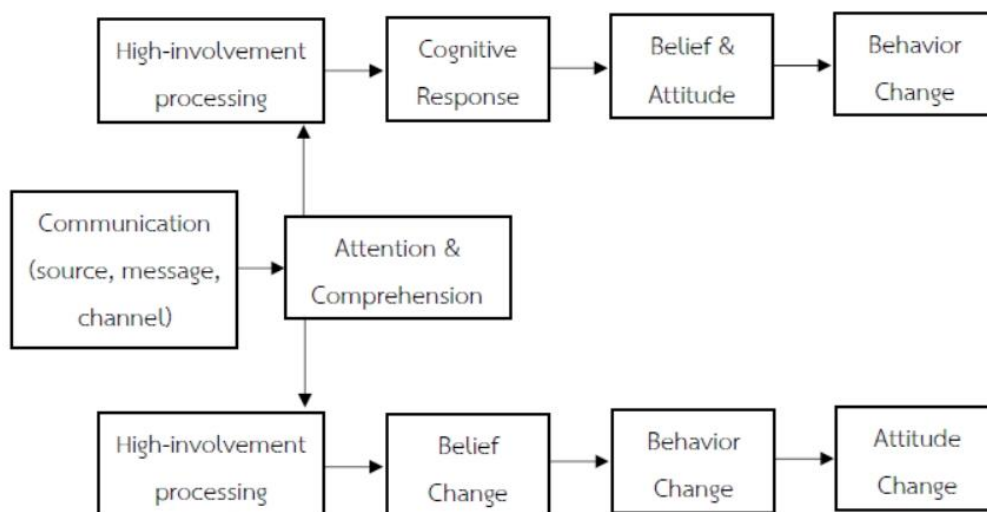 High-involvement
processing
Cognitive
Response
Belief &
Attitude
Behavior
Change
Communication
(source, message,
channel)
Attention &
Comprehension
High-involvement
processing
Belief
Change
Behavior
Change
Attitude
Change